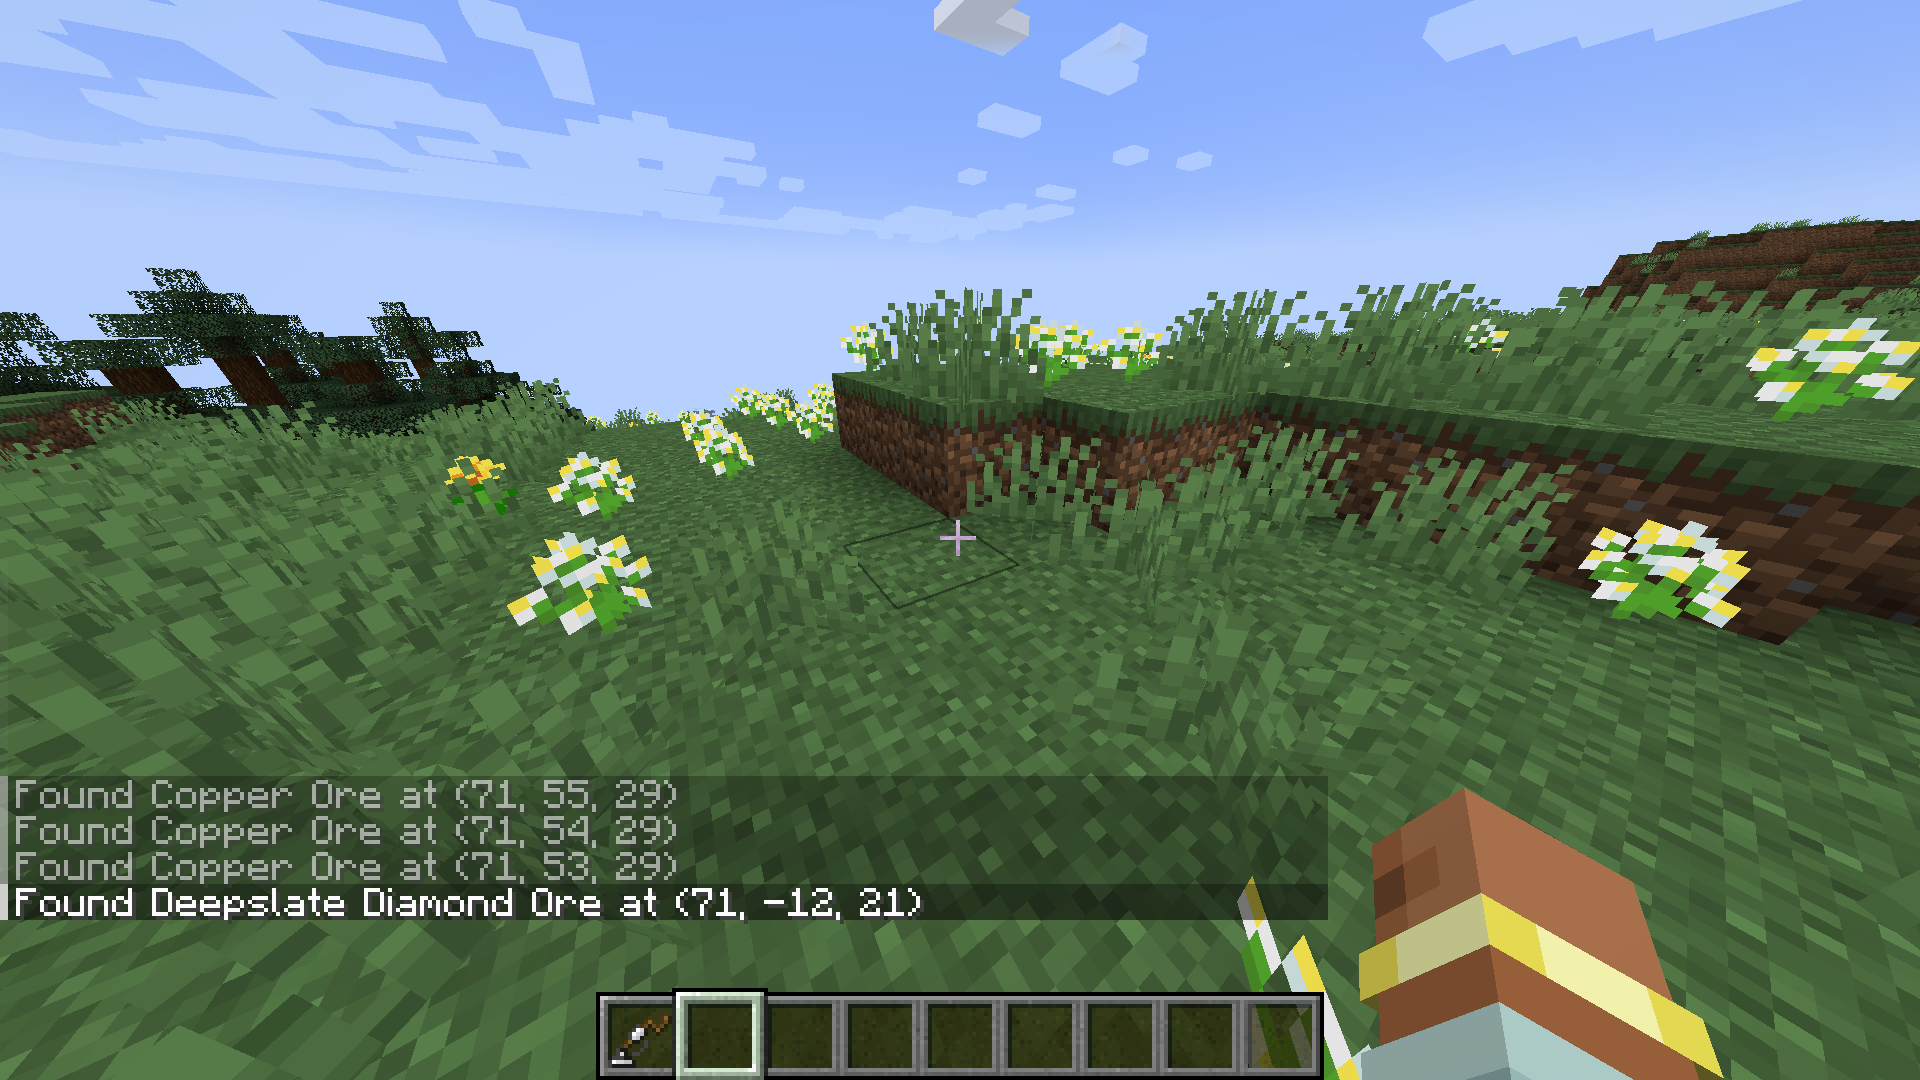 Found Copper Ore at (71, 55, 29)
Found Copper Ore at (71, 54, 29)
Found Copper Ore at (71, 53, 29)
Found Deepslate Diamond Ore at (71, -12, 21)